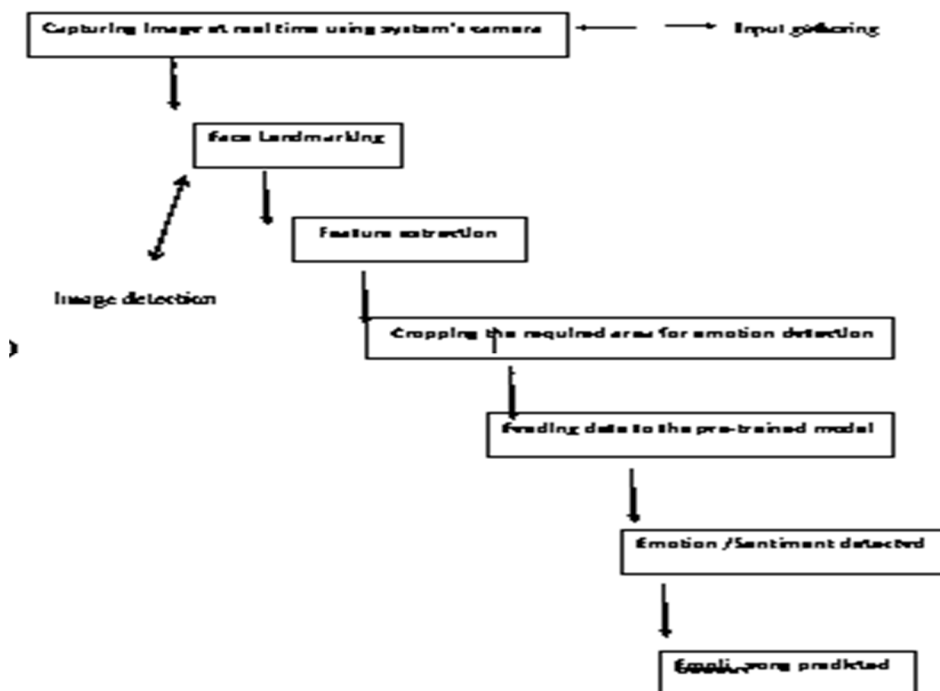 Capturing image at real time using system's camera
Input gathering
Face Landmarking
Feature extraction
Image detection
Cropping the required area for emotion detection
Feeding data to the pre-trained model
Emotion /Sentiment detected
song predicted